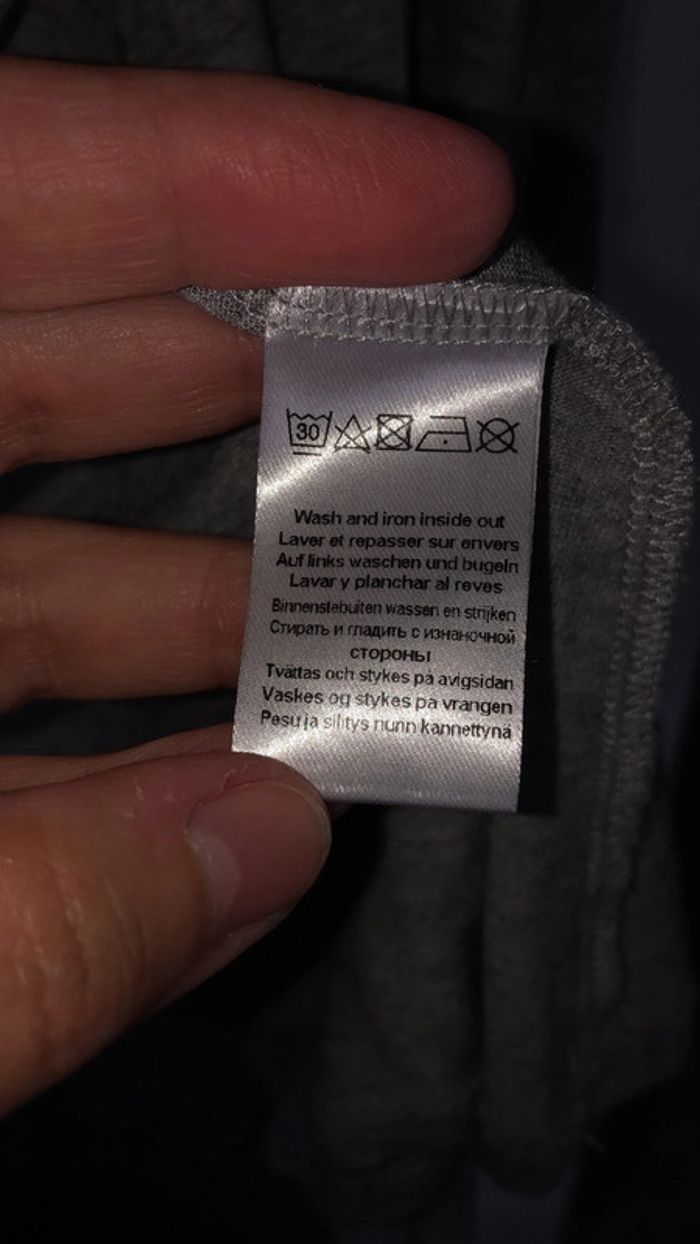 30
Wash and iron inside out
Laver et repasser sur envers
Auf links waschen und bugeln
Lavar y planchar al reves
Binnenstebuiten wassen en strijken
Стирать и гладить с изнаночной
стороны
Tvättas och stykes på avigsidan
Vaskes og stykes pa vrangen
Pesu ja silitys nurin kannettynä